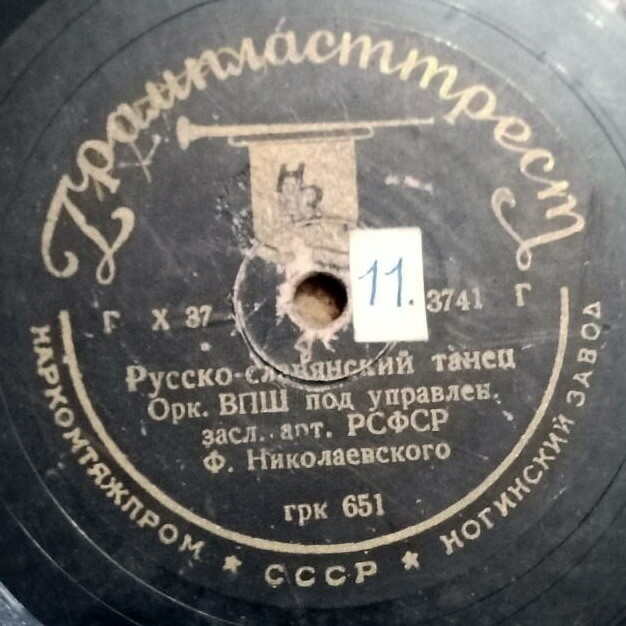 Грампласттрест
НЗ
11.
Г Х 37 3741 Г
Русско-славянский танец
Орк. ВПШ под управлен.
засл. арт. РСФСР
Ф. Николаевского
грк 651
НАРКОМТЯЖПРОМ ★ СССР ★ НОГИНСКИЙ ЗАВОД